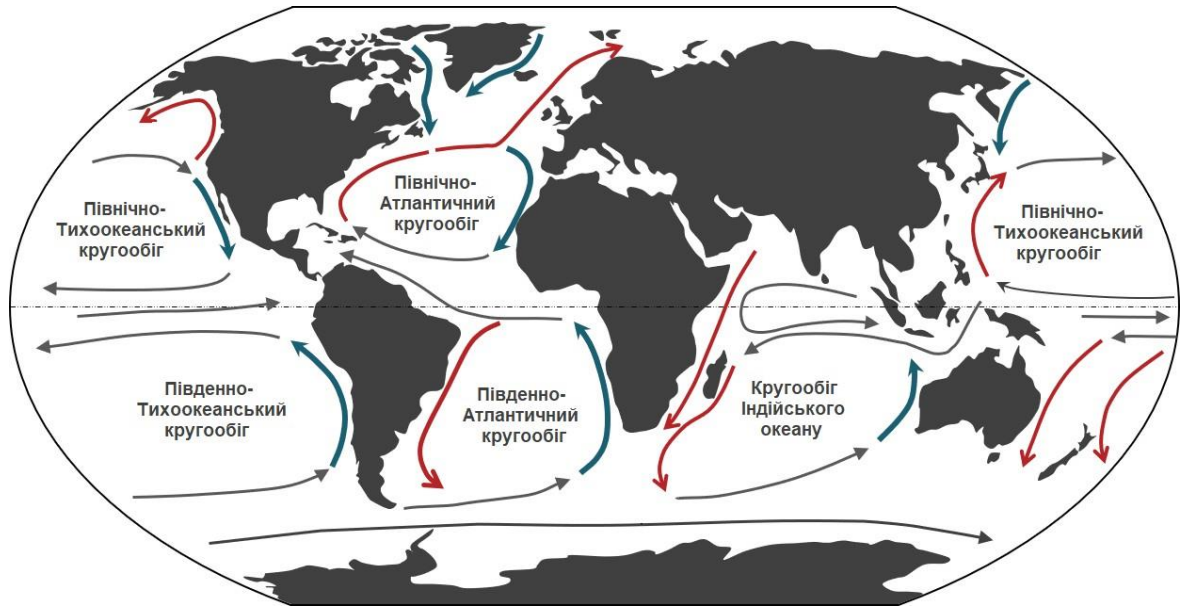 Північно-
Тихоокеанський
кругообіг
Північно-
Атлантичний
кругообіг
Північно-
Тихоокеанський
кругообіг
Південно-
Тихоокеанський
кругообіг
Південно-
Атлантичний
кругообіг
Кругообіг
Індійського
океану